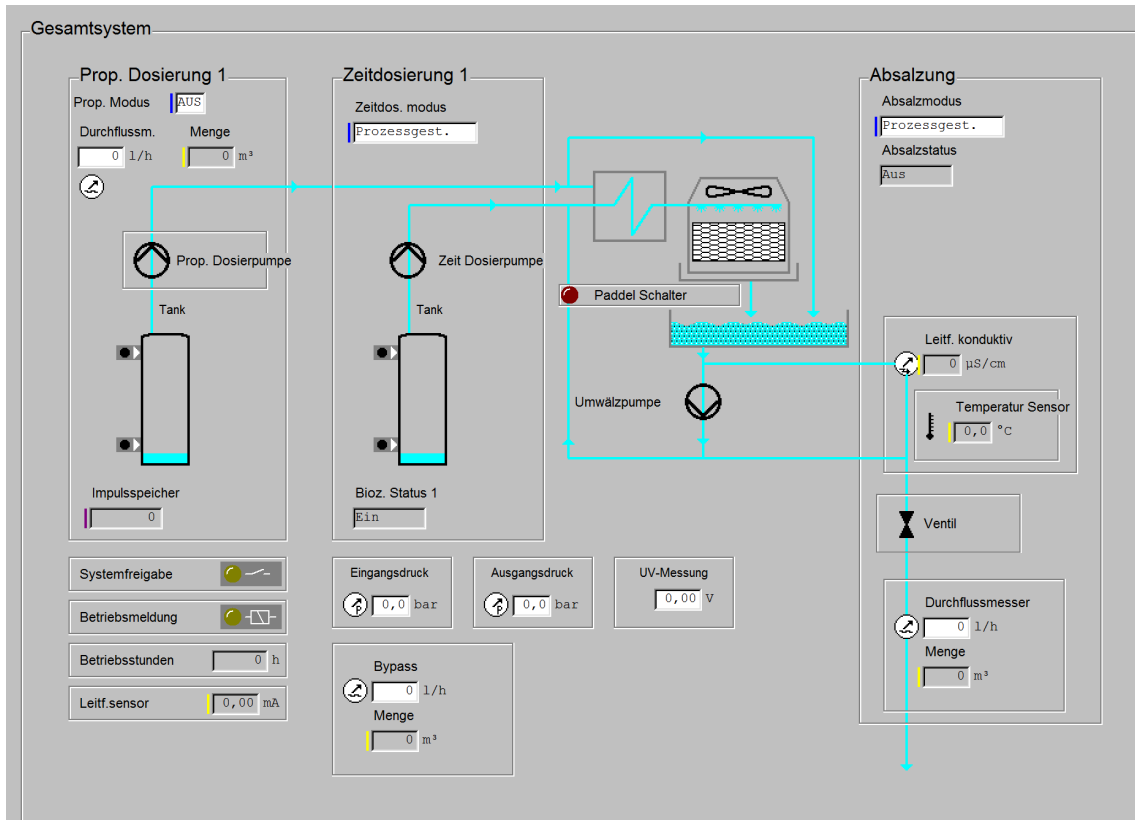 Gesamtsystem
Prop. Dosierung 1
Prop. Modus AUS
Durchflussm. Menge
0 l/h 0 m³
Prop. Dosierpumpe
Tank
Impulsspeicher
0
Zeitdosierung 1
Zeitdos. modus
Prozessgest.
Zeit Dosierpumpe
Tank
Bioz. Status 1
Ein
Paddel Schalter
Umwälzpumpe
Absalzung
Absalzmodus
Prozessgest.
Absalzstatus
Aus
Leitf. konduktiv
0 µS/cm
Temperatur Sensor
0,0 °C
Ventil
Durchflussmesser
0 l/h
Menge
0 m³
Systemfreigabe
Betriebsmeldung
Betriebsstunden 0 h
Leitf.sensor 0,00 mA
Eingangsdruck
P 0,0 bar
Ausgangsdruck
P 0,0 bar
UV-Messung
0,00 V
Bypass
0 l/h
Menge
0 m³